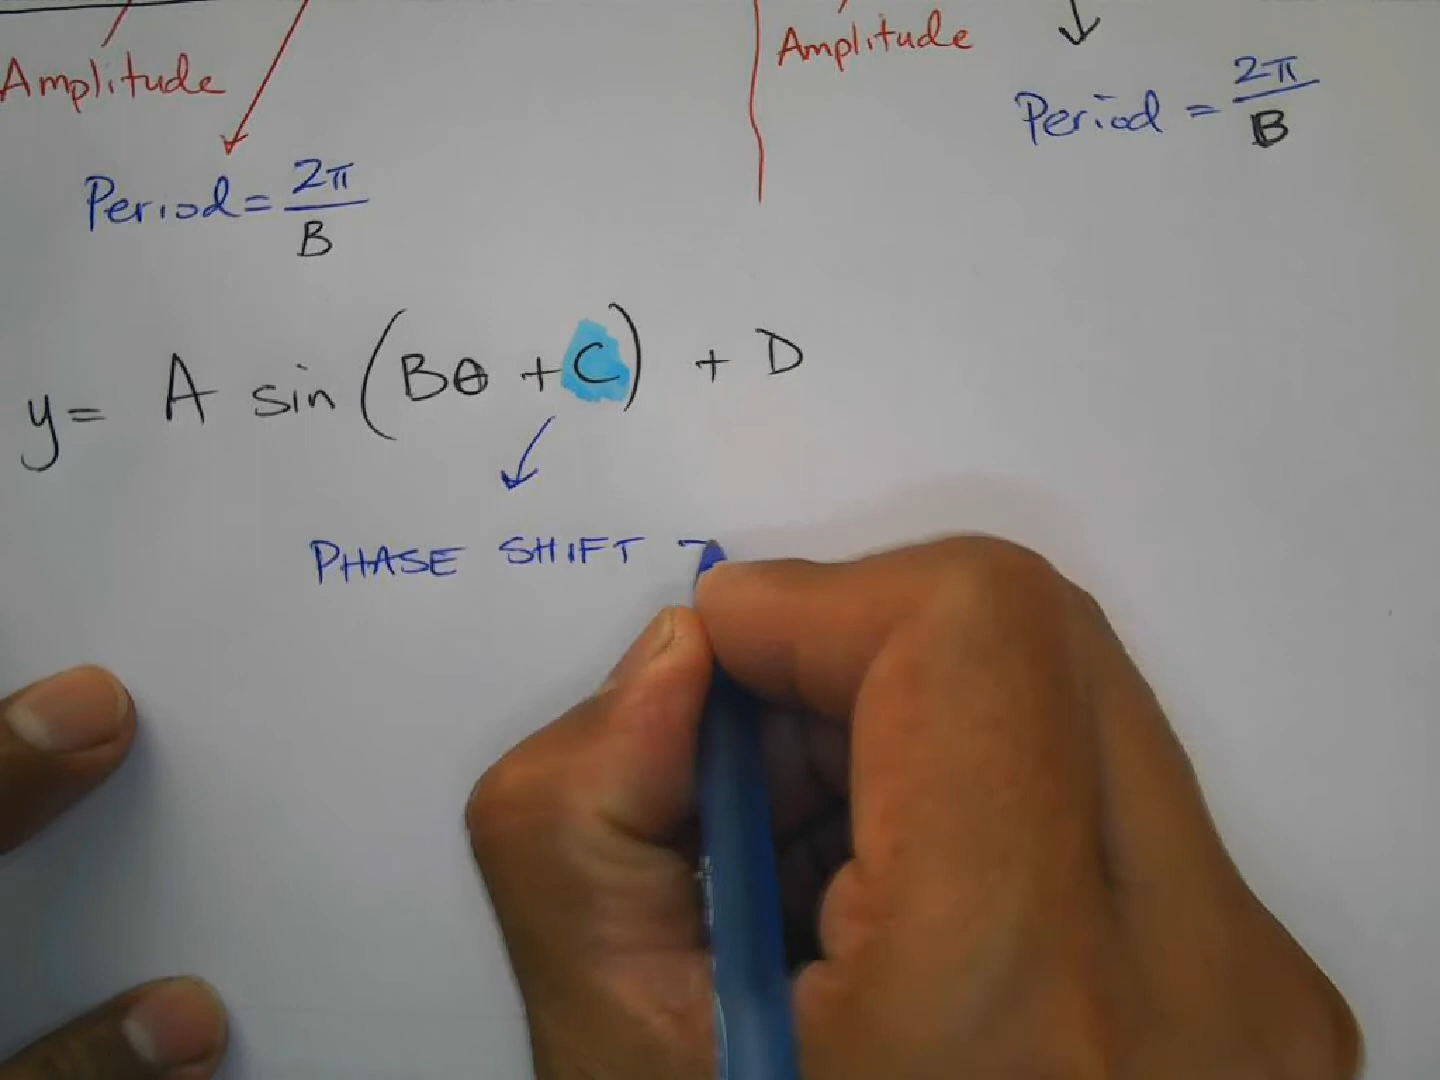 Amplitude
Period = 2π / B
Amplitude
Period = 2π / B
y = A sin (Bθ + C) + D
PHASE SHIFT